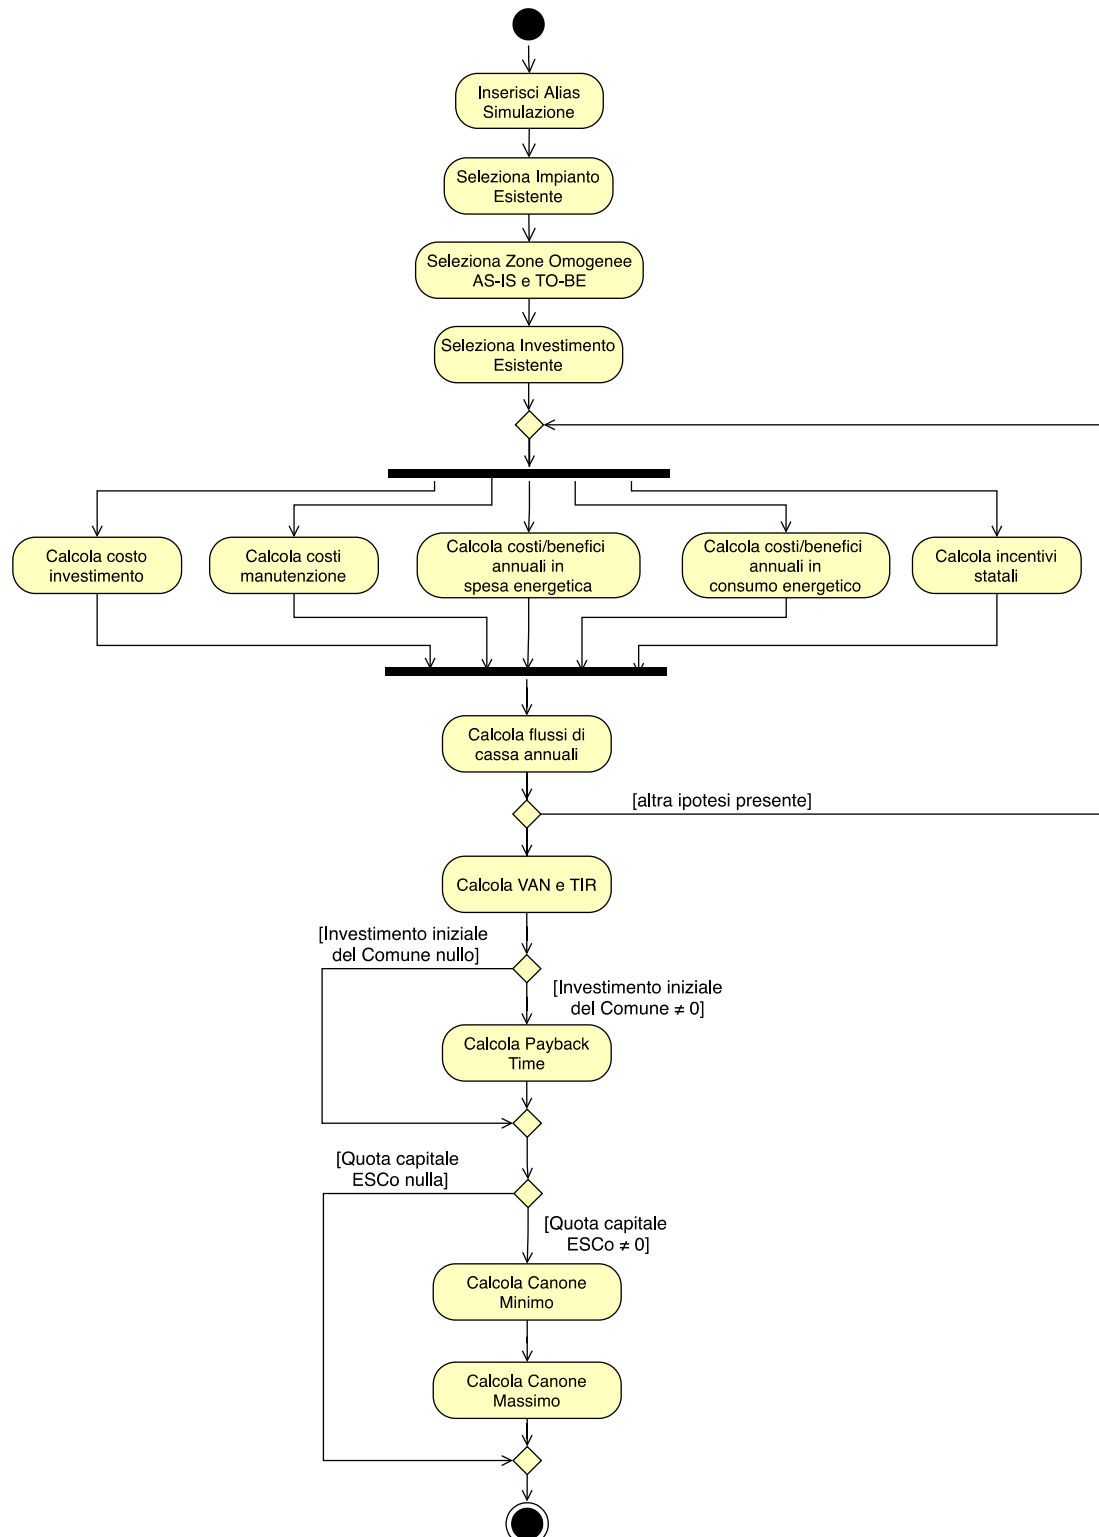 Inserisci Alias
Simulazione
Seleziona Impianto
Esistente
Seleziona Zone Omogenee
AS-IS e TO-BE
Seleziona Investimento
Esistente
Calcola costo
investimento
Calcola costi
manutenzione
Calcola costi/benefici
annuali in
spesa energetica
Calcola costi/benefici
annuali in
consumo energetico
Calcola incentivi
statali
Calcola flussi di
cassa annuali
[altra ipotesi presente]
Calcola VAN e TIR
[Investimento iniziale
del Comune nullo]
[Investimento iniziale
del Comune ≠ 0]
Calcola Payback
Time
[Quota capitale
ESCo nulla]
[Quota capitale
ESCo ≠ 0]
Calcola Canone
Minimo
Calcola Canone
Massimo